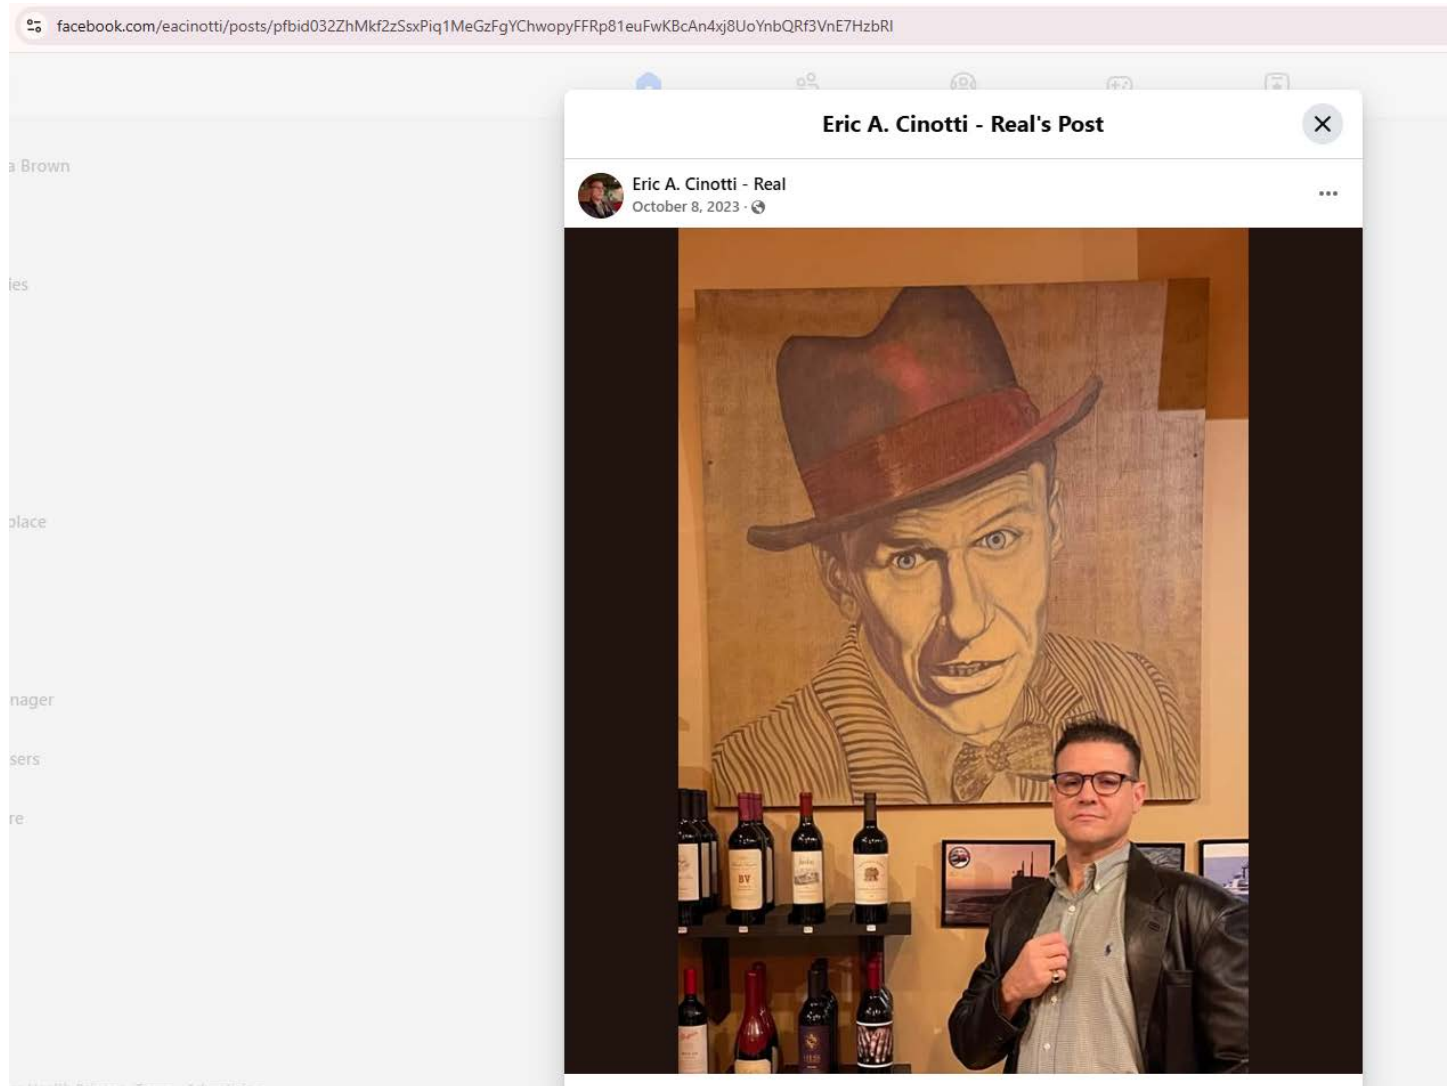 facebook.com/eacinotti/posts/pfbid032ZhMkf2zSsxPiq1MeGzFgYChwopyFFRp81euFwKBcAn4xj8UoYnbQRf3VnE7HzbRl
Eric A. Cinotti - Real's Post
a Brown
Eric A. Cinotti - Real
October 8, 2023
ies
place
nager
sers
re
BV